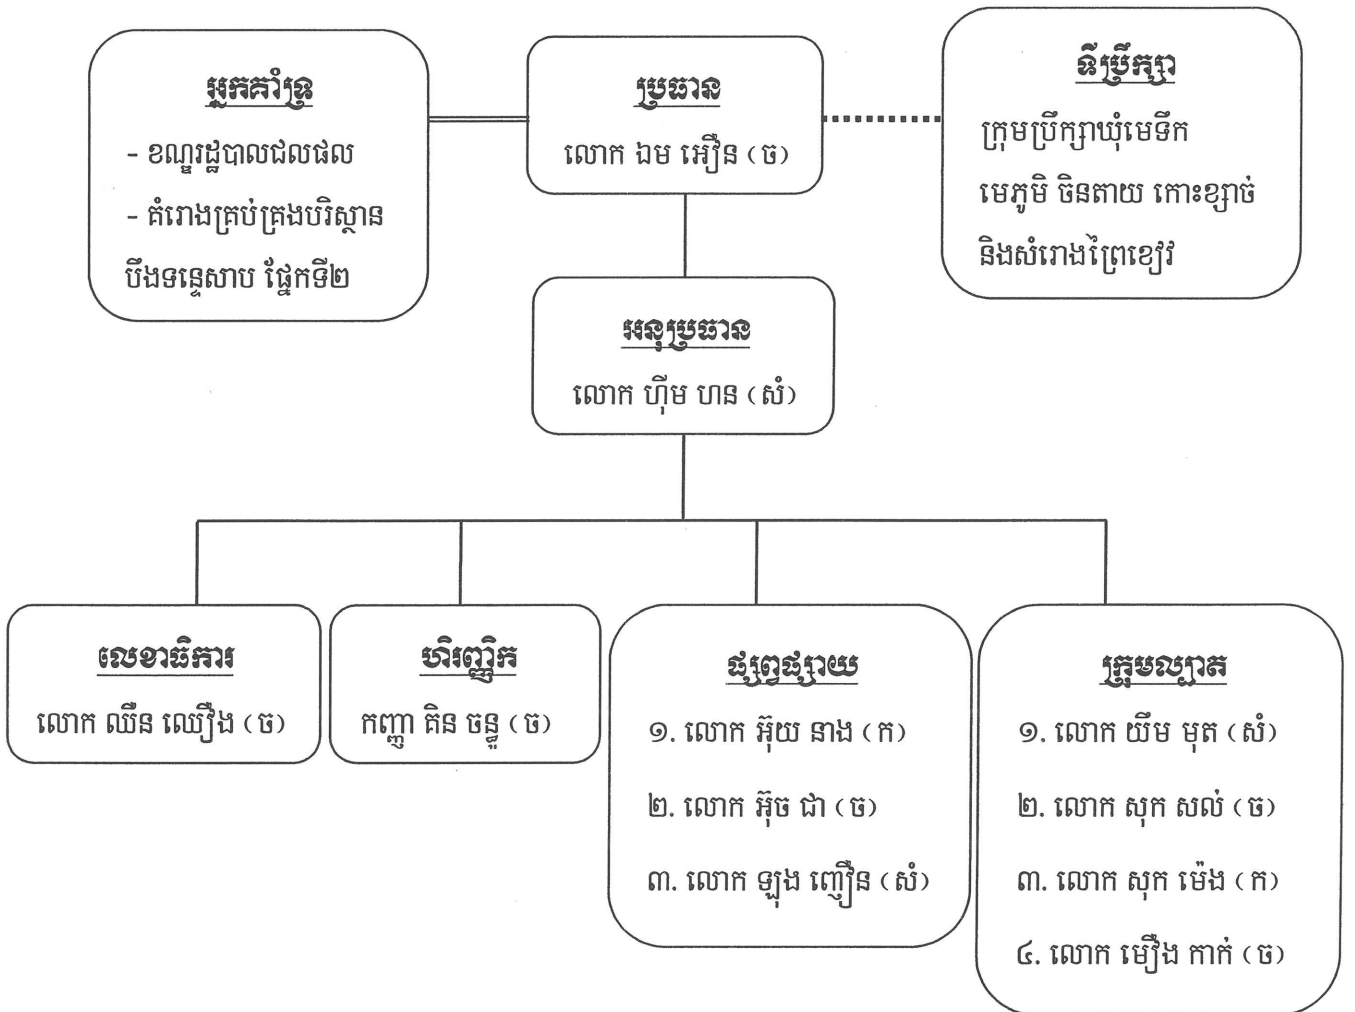 អ្នកគាំទ្រ
- ខណ្ឌរដ្ឋបាលជលផល
- គំរោងគ្រប់គ្រងបរិស្ថាន
បឹងទន្លេសាប ផ្នែកទី២
ប្រធាន
លោក ឯម អឿន (ច)
ទីប្រឹក្សា
ក្រុមប្រឹក្សាឃុំមេទឹក
មេភូមិ ចិនតាយ កោះខ្សាច់
និងសំរោងព្រៃខៀវ
អនុប្រធាន
លោក ហ៊ីម ហន (សំ)
លេខាធិការ
លោក ឈឺន ឈឿង (ច)
ហិរញ្ញិក
កញ្ញា គិន ចន្ធូ (ច)
ផ្សព្វផ្សាយ
១. លោក អ៊ុយ នាង (ក)
២. លោក អ៊ុច ជា (ច)
៣. លោក ឡុង ញឿន (សំ)
ក្រុមល្បាត
១. លោក យឹម មុត (សំ)
២. លោក សុក សល់ (ច)
៣. លោក សុក ម៉េង (ក)
៤. លោក មឿង កាក់ (ច)